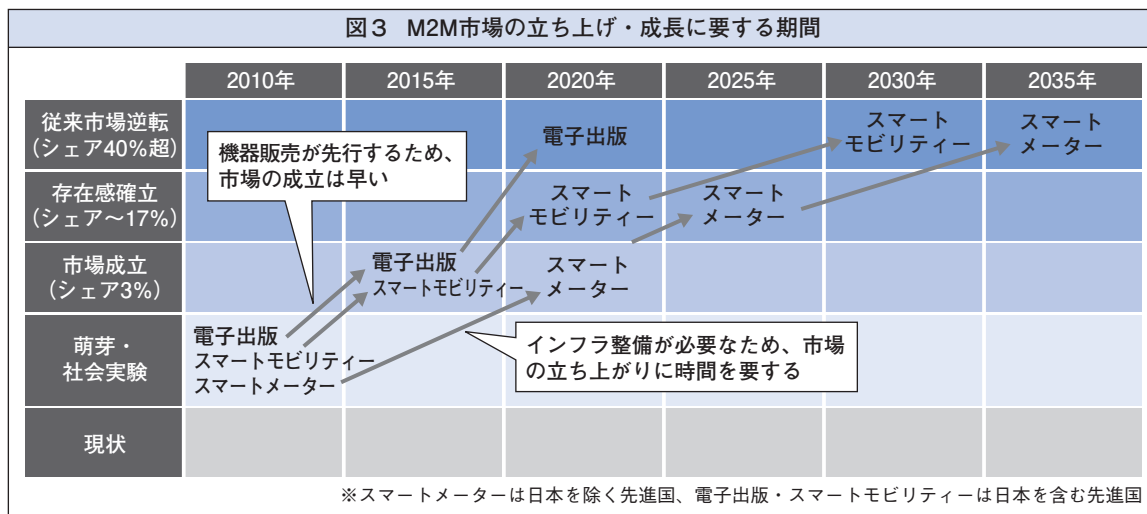 図3 M2M市場の立ち上げ・成長に要する期間
2010年 2015年 2020年 2025年 2030年 2035年
従来市場逆転
(シェア40%超)
電子出版
スマート
モビリティー
スマート
メーター
機器販売が先行するため、
市場の成立は早い
存在感確立
(シェア〜17%)
スマート
モビリティー
スマート
メーター
市場成立
(シェア3%)
電子出版
スマートモビリティー
スマート
メーター
萌芽・
社会実験
電子出版
スマートモビリティー
スマートメーター
インフラ整備が必要なため、市場
の立ち上がりに時間を要する
現状
※スマートメーターは日本を除く先進国、電子出版・スマートモビリティーは日本を含む先進国